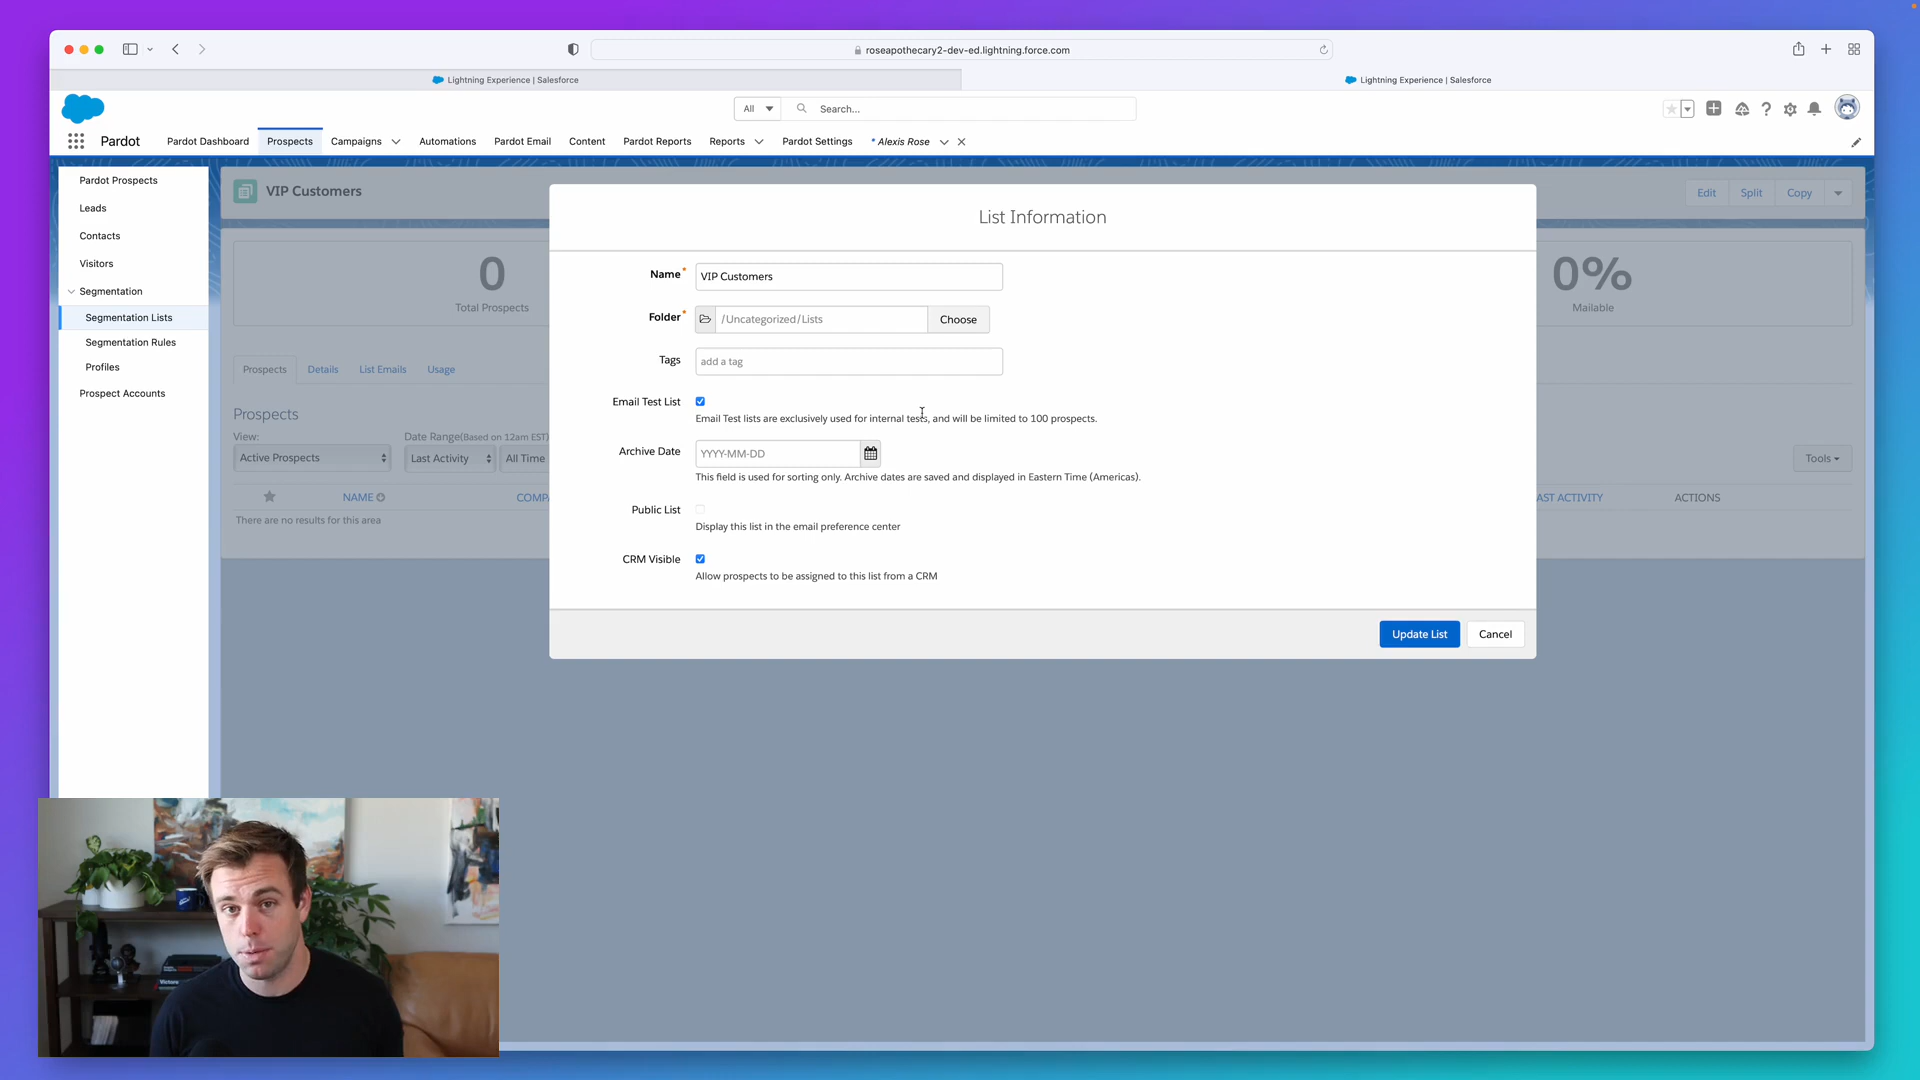 roseapothecary2-dev-ed.lightning.force.com
Lightning Experience | Salesforce
Lightning Experience | Salesforce
All
Search...
Pardot
Pardot Dashboard
Prospects
Campaigns
Automations
Pardot Email
Content
Pardot Reports
Reports
Pardot Settings
* Alexis Rose
Pardot Prospects
Leads
Contacts
Visitors
Segmentation
Segmentation Lists
Segmentation Rules
Profiles
Prospect Accounts
VIP Customers
Edit
Split
Copy
0
Total Prospects
0%
Mailable
Prospects
Details
List Emails
Usage
Prospects
View:
Date Range(Based on 12am EST)
Active Prospects
Last Activity
All Time
Tools
NAME
COMPA
AST ACTIVITY
ACTIONS
There are no results for this area
List Information
Name*
VIP Customers
Folder*
/Uncategorized/Lists
Choose
Tags
add a tag
Email Test List
Email Test lists are exclusively used for internal tests, and will be limited to 100 prospects.
Archive Date
YYYY-MM-DD
This field is used for sorting only. Archive dates are saved and displayed in Eastern Time (Americas).
Public List
Display this list in the email preference center
CRM Visible
Allow prospects to be assigned to this list from a CRM
Update List
Cancel